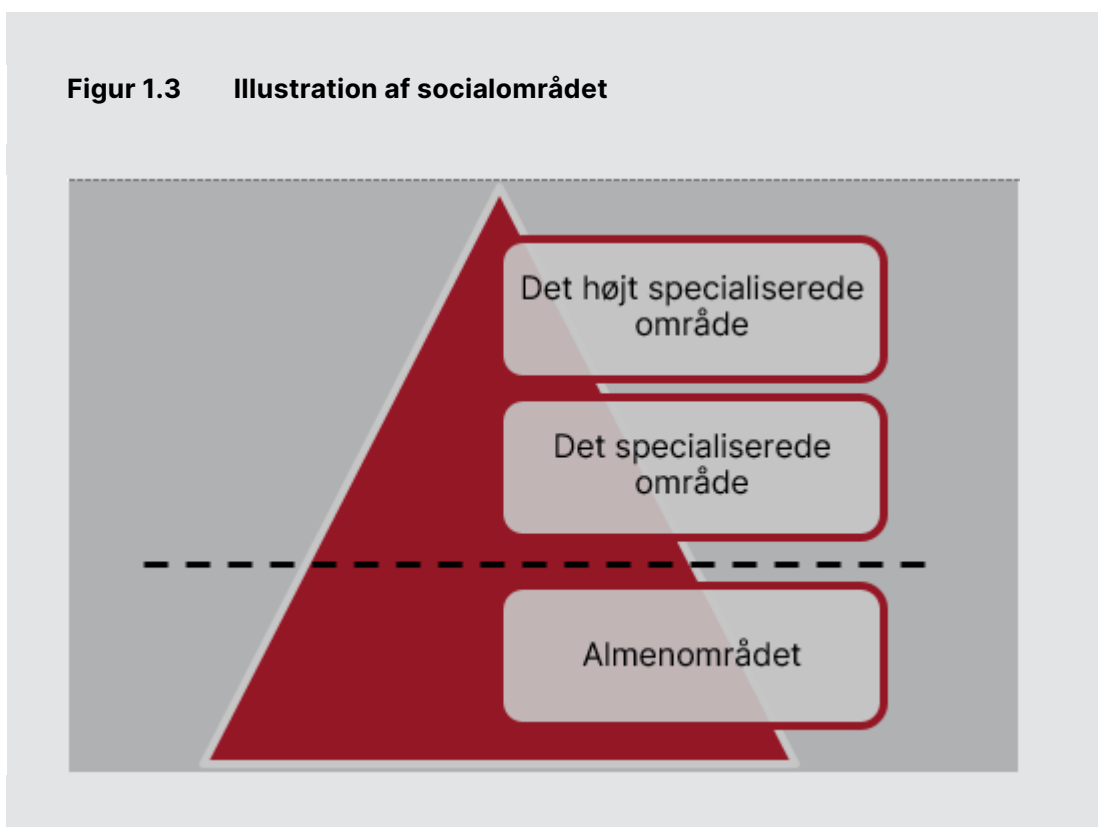 Figur 1.3 Illustration af socialområdet
Det højt specialiserede
område
Det specialiserede
område
Almenområdet